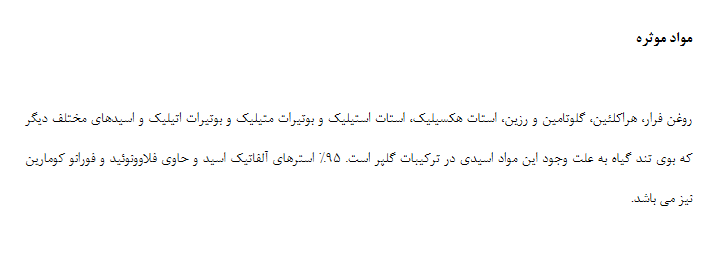 مواد موثره
روغن فرار، هراکلئین، گلوتامین و رزین، استات هکسیلیک، استات استیلیک و بوتیرات متیلیک و بوتیرات اتیلیک و اسیدهای مختلف دیگر
که بوی تند گیاه به علت وجود این مواد اسیدی در ترکیبات گلپر است. ۹۵٪ استرهای آلفاتیک اسید و حاوی فلاوونوئید و فورانو کومارین
نیز می باشد.